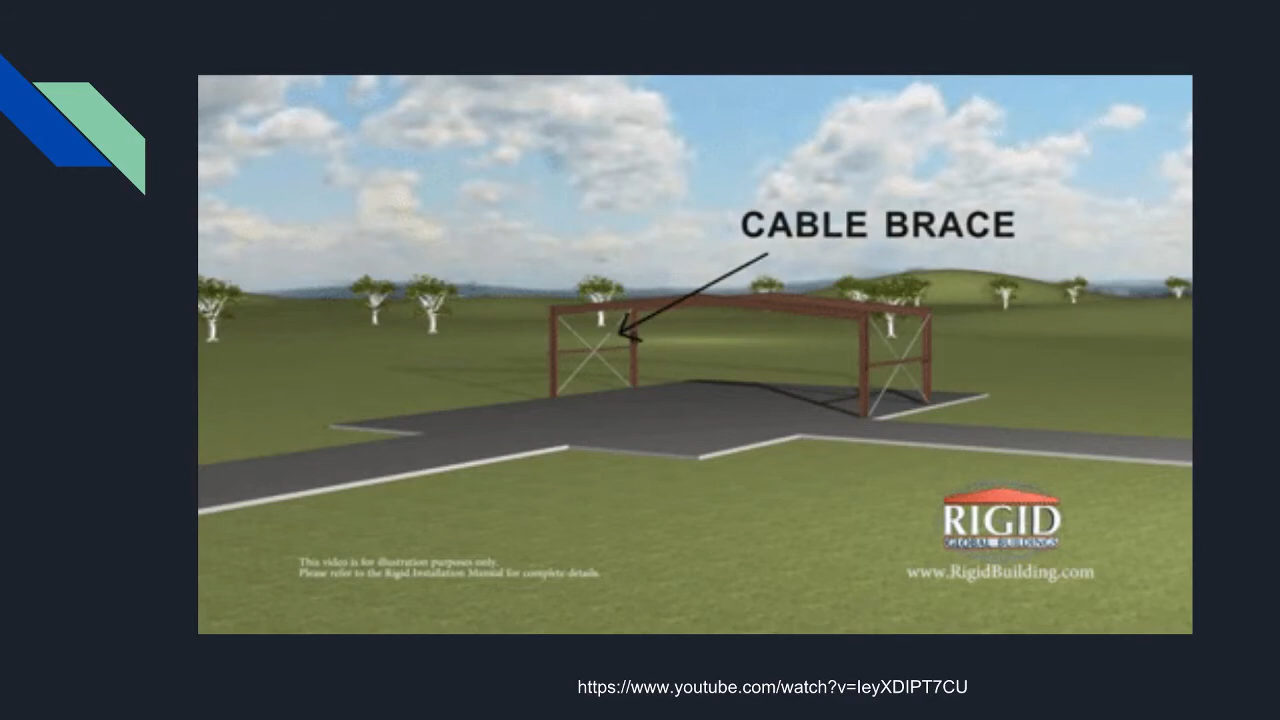 CABLE BRACE
RIGID
GLOBAL BUILDINGS
www.RigidBuilding.com
This video is for illustration purposes only.
Please refer to the Rigid Installation Manual for complete details.
https://www.youtube.com/watch?v=IeyXDIPT7CU